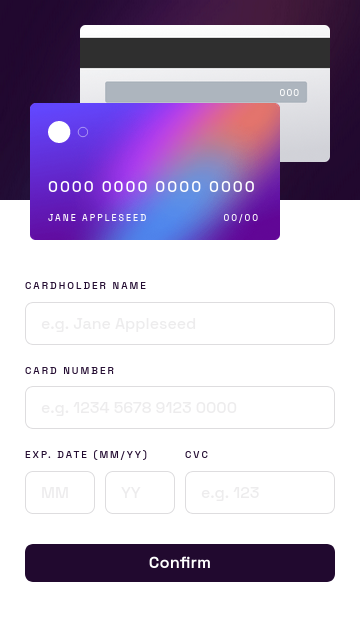 000
0000 0000 0000 0000
JANE APPLESEED 00/00
CARDHOLDER NAME
e.g. Jane Appleseed
CARD NUMBER
e.g. 1234 5678 9123 0000
EXP. DATE (MM/YY) CVC
MM YY e.g. 123
Confirm